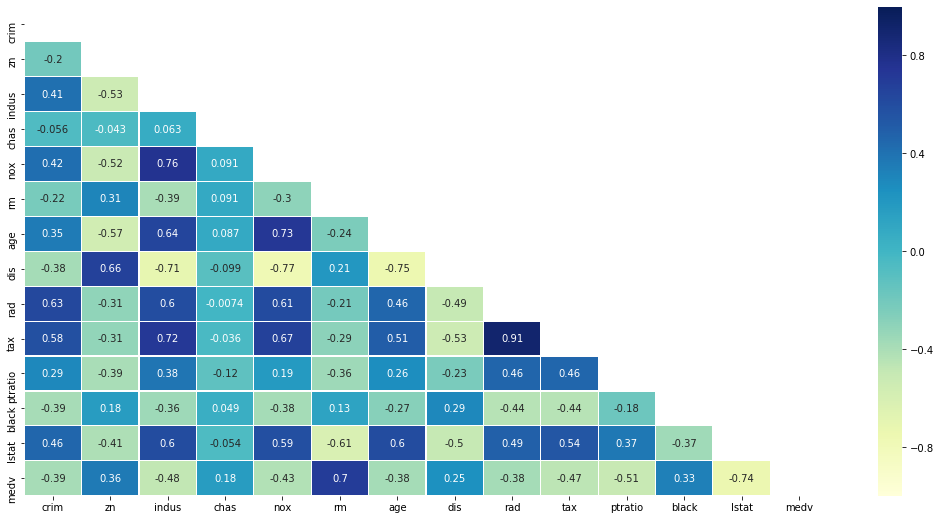 crim
zn -0.2
indus 0.41 -0.53
chas -0.056 -0.043 0.063
nox 0.42 -0.52 0.76 0.091
rm -0.22 0.31 -0.39 0.091 -0.3
age 0.35 -0.57 0.64 0.087 0.73 -0.24
dis -0.38 0.66 -0.71 -0.099 -0.77 0.21 -0.75
rad 0.63 -0.31 0.6 -0.0074 0.61 -0.21 0.46 -0.49
tax 0.58 -0.31 0.72 -0.036 0.67 -0.29 0.51 -0.53 0.91
ptratio 0.29 -0.39 0.38 -0.12 0.19 -0.36 0.26 -0.23 0.46 0.46
black -0.39 0.18 -0.36 0.049 -0.38 0.13 -0.27 0.29 -0.44 -0.44 -0.18
lstat 0.46 -0.41 0.6 -0.054 0.59 -0.61 0.6 -0.5 0.49 0.54 0.37 -0.37
medv -0.39 0.36 -0.48 0.18 -0.43 0.7 -0.38 0.25 -0.38 -0.47 -0.51 0.33 -0.74
crim zn indus chas nox rm age dis rad tax ptratio black lstat medv
0.8
0.4
0.0
−0.4
−0.8